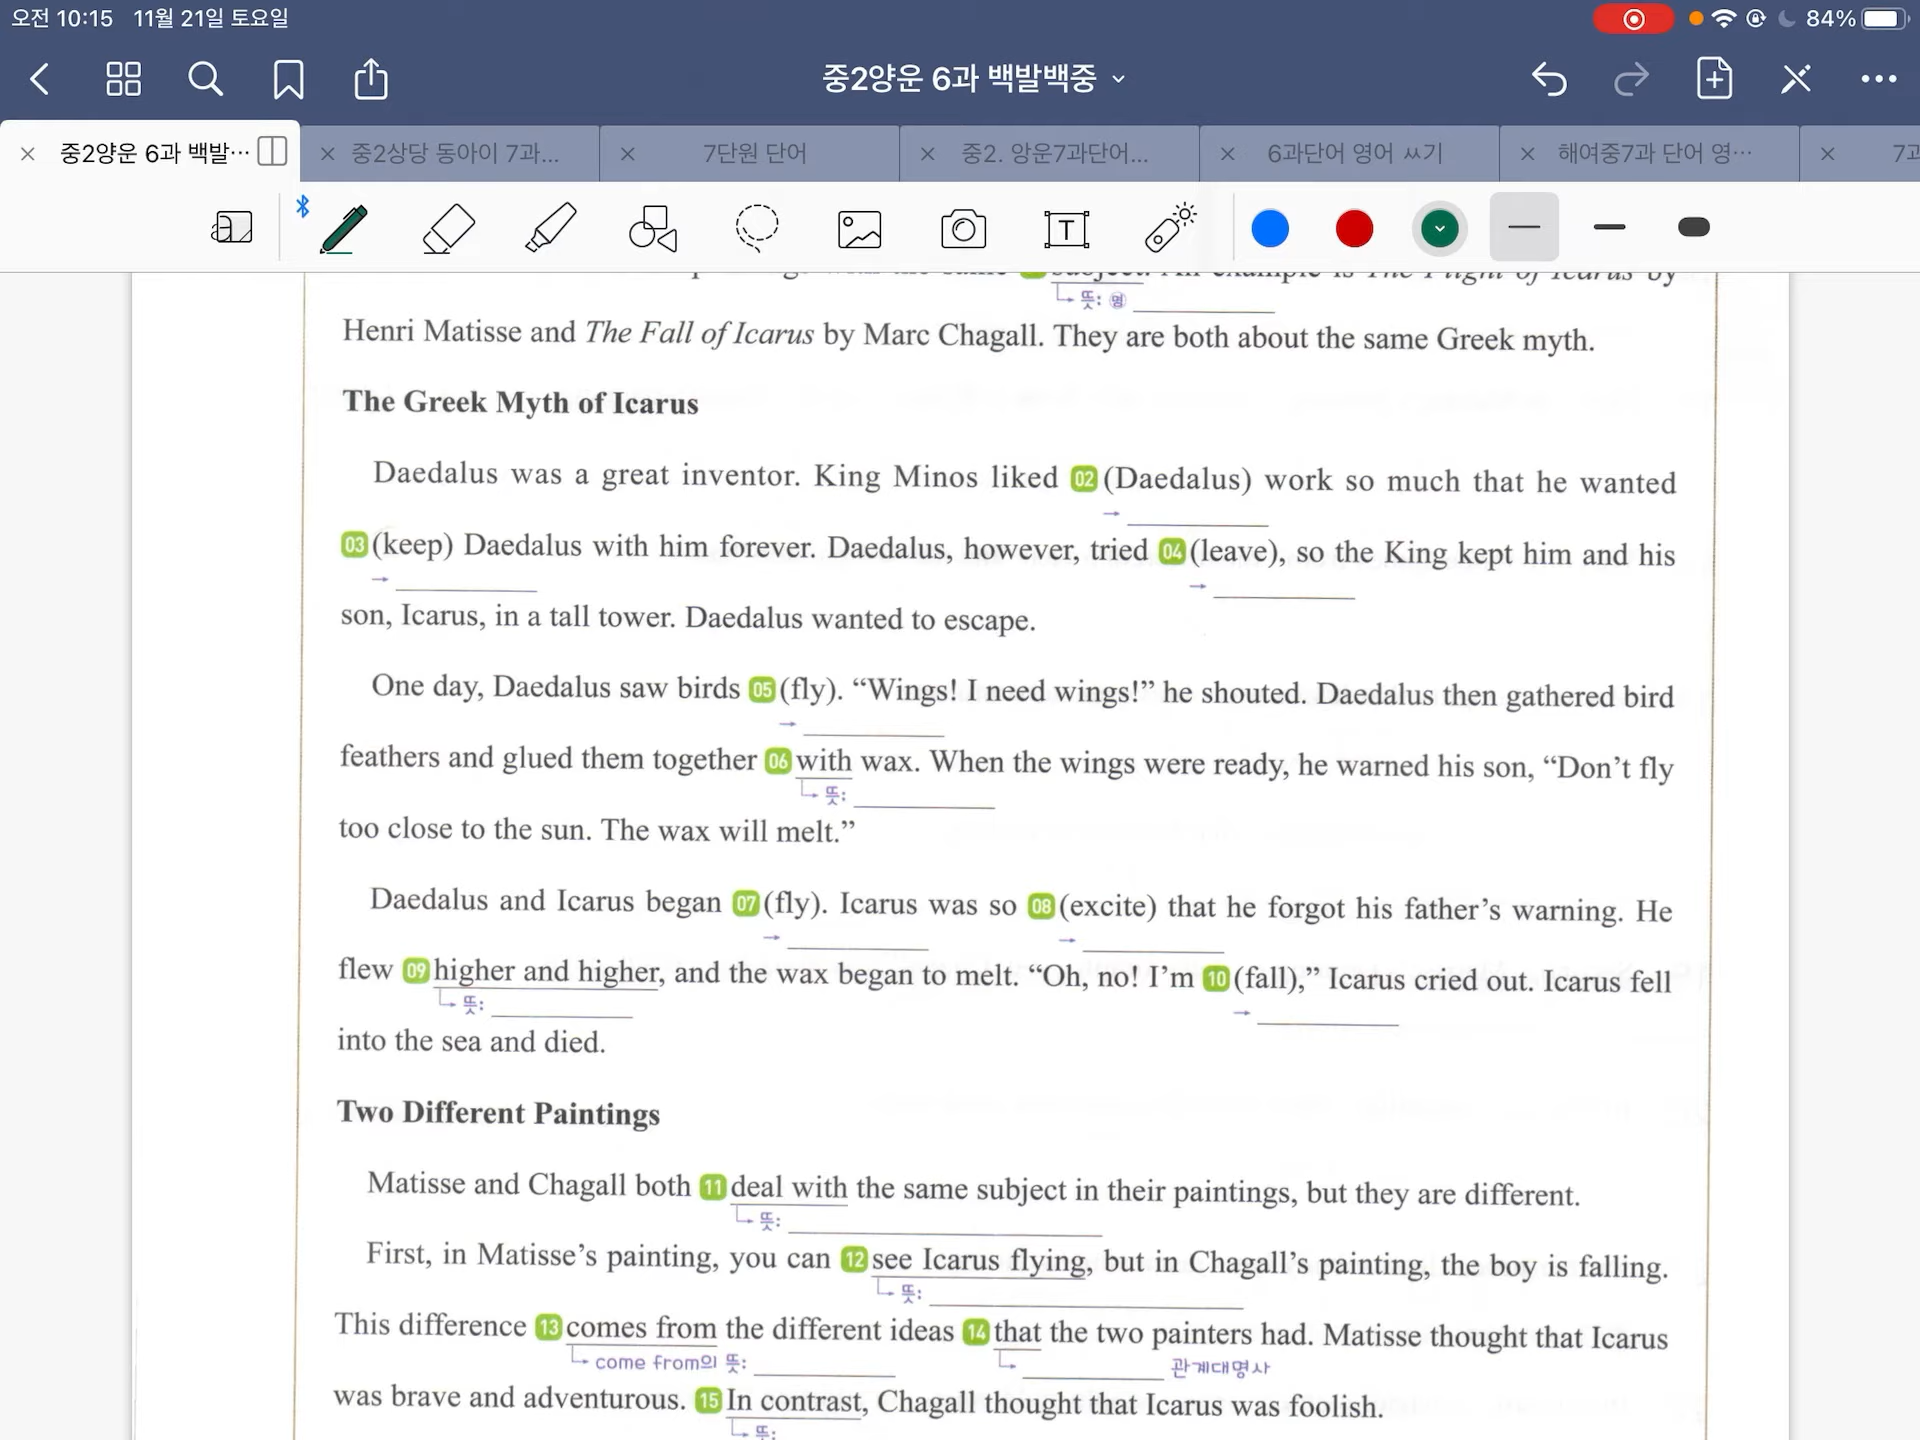 오전 10:15 11월 21일 토요일 84%
중2양운 6과 백발백중
중2양운 6과 백발… 중2상당 동아이 7과... 7단원 단어 중2. 앙운7과단어... 6과단어 영어 ㅆ기 해여중7과 단어 영… 7과
subject. An example is The Flight of Icarus by
뜻: 명
Henri Matisse and The Fall of Icarus by Marc Chagall. They are both about the same Greek myth.
The Greek Myth of Icarus
Daedalus was a great inventor. King Minos liked 02 (Daedalus) work so much that he wanted
→
03 (keep) Daedalus with him forever. Daedalus, however, tried 04 (leave), so the King kept him and his
→ →
son, Icarus, in a tall tower. Daedalus wanted to escape.
One day, Daedalus saw birds 05 (fly). “Wings! I need wings!” he shouted. Daedalus then gathered bird
→
feathers and glued them together 06 with wax. When the wings were ready, he warned his son, “Don’t fly
뜻:
too close to the sun. The wax will melt.”
Daedalus and Icarus began 07 (fly). Icarus was so 08 (excite) that he forgot his father’s warning. He
→ →
flew 09 higher and higher, and the wax began to melt. “Oh, no! I’m 10 (fall),” Icarus cried out. Icarus fell
뜻: →
into the sea and died.
Two Different Paintings
Matisse and Chagall both 11 deal with the same subject in their paintings, but they are different.
뜻:
First, in Matisse’s painting, you can 12 see Icarus flying, but in Chagall’s painting, the boy is falling.
뜻:
This difference 13 comes from the different ideas 14 that the two painters had. Matisse thought that Icarus
come from의 뜻: 관계대명사
was brave and adventurous. 15 In contrast, Chagall thought that Icarus was foolish.
뜻: